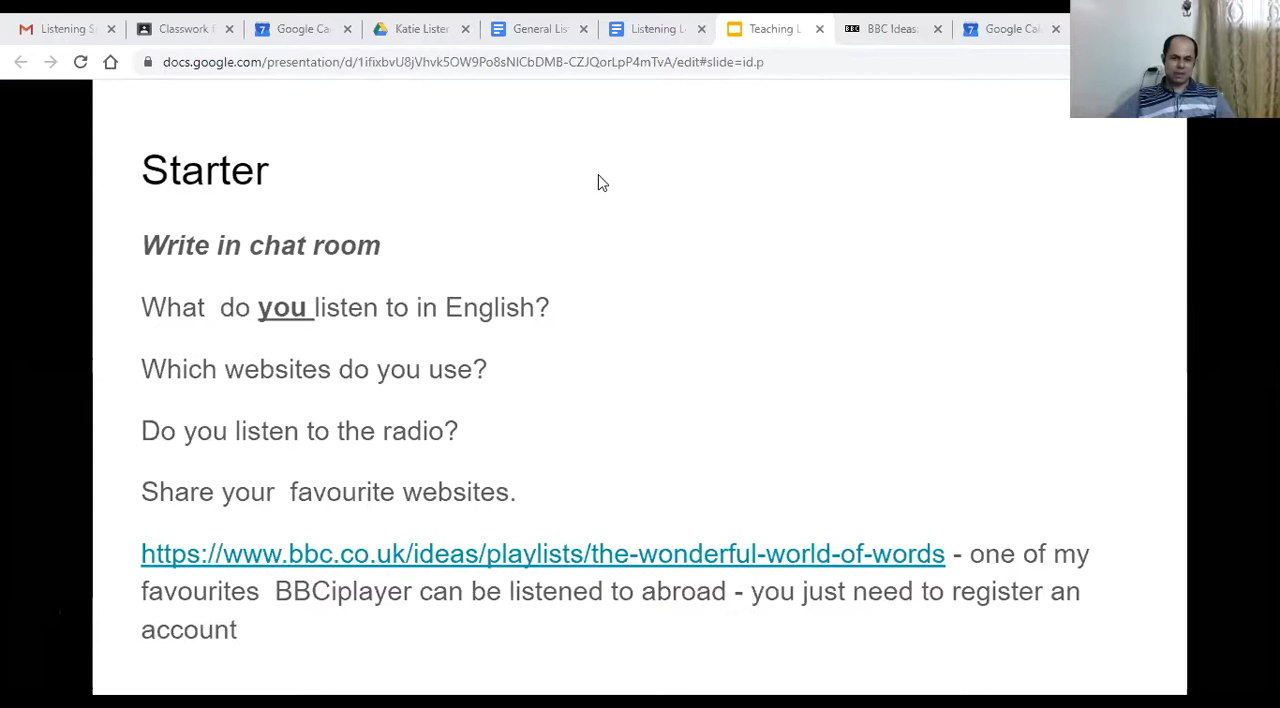 Listening S
Classwork f
Google Ca
Katie Lister
General Lis
Listening L
Teaching L
BBC Ideas
Google Cal
docs.google.com/presentation/d/1ifixbvU8jVhvk5OW9ro8sNlCbDMB-CZJQorLpP4mTvA/edit#slide=id.p
Starter
Write in chat room
What do you listen to in English?
Which websites do you use?
Do you listen to the radio?
Share your favourite websites.
https://www.bbc.co.uk/ideas/playlists/the-wonderful-world-of-words - one of my
favourites BBCiplayer can be listened to abroad - you just need to register an
account